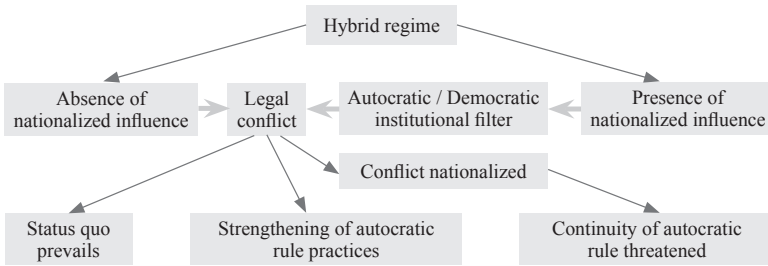 Hybrid regime
Absence of
nationalized influence
Legal
conflict
Autocratic / Democratic
institutional filter
Presence of
nationalized influence
Conflict nationalized
Status quo
prevails
Strengthening of autocratic
rule practices
Continuity of autocratic
rule threatened